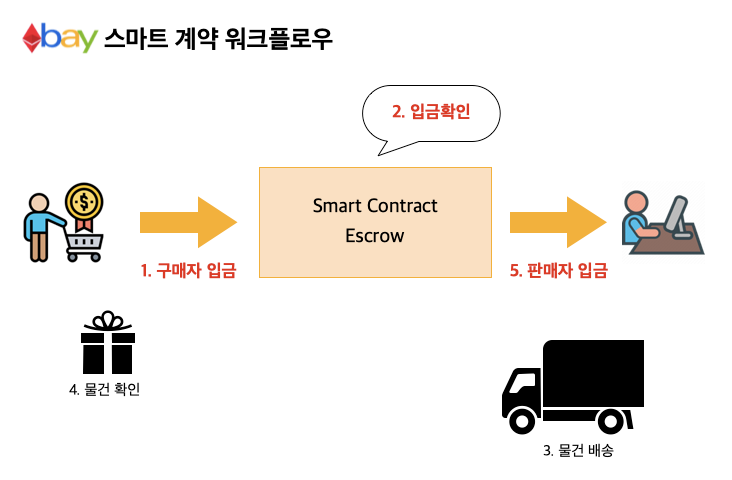 bay 스마트 계약 워크플로우
2. 입금확인
Smart Contract
Escrow
1. 구매자 입금
5. 판매자 입금
4. 물건 확인
3. 물건 배송